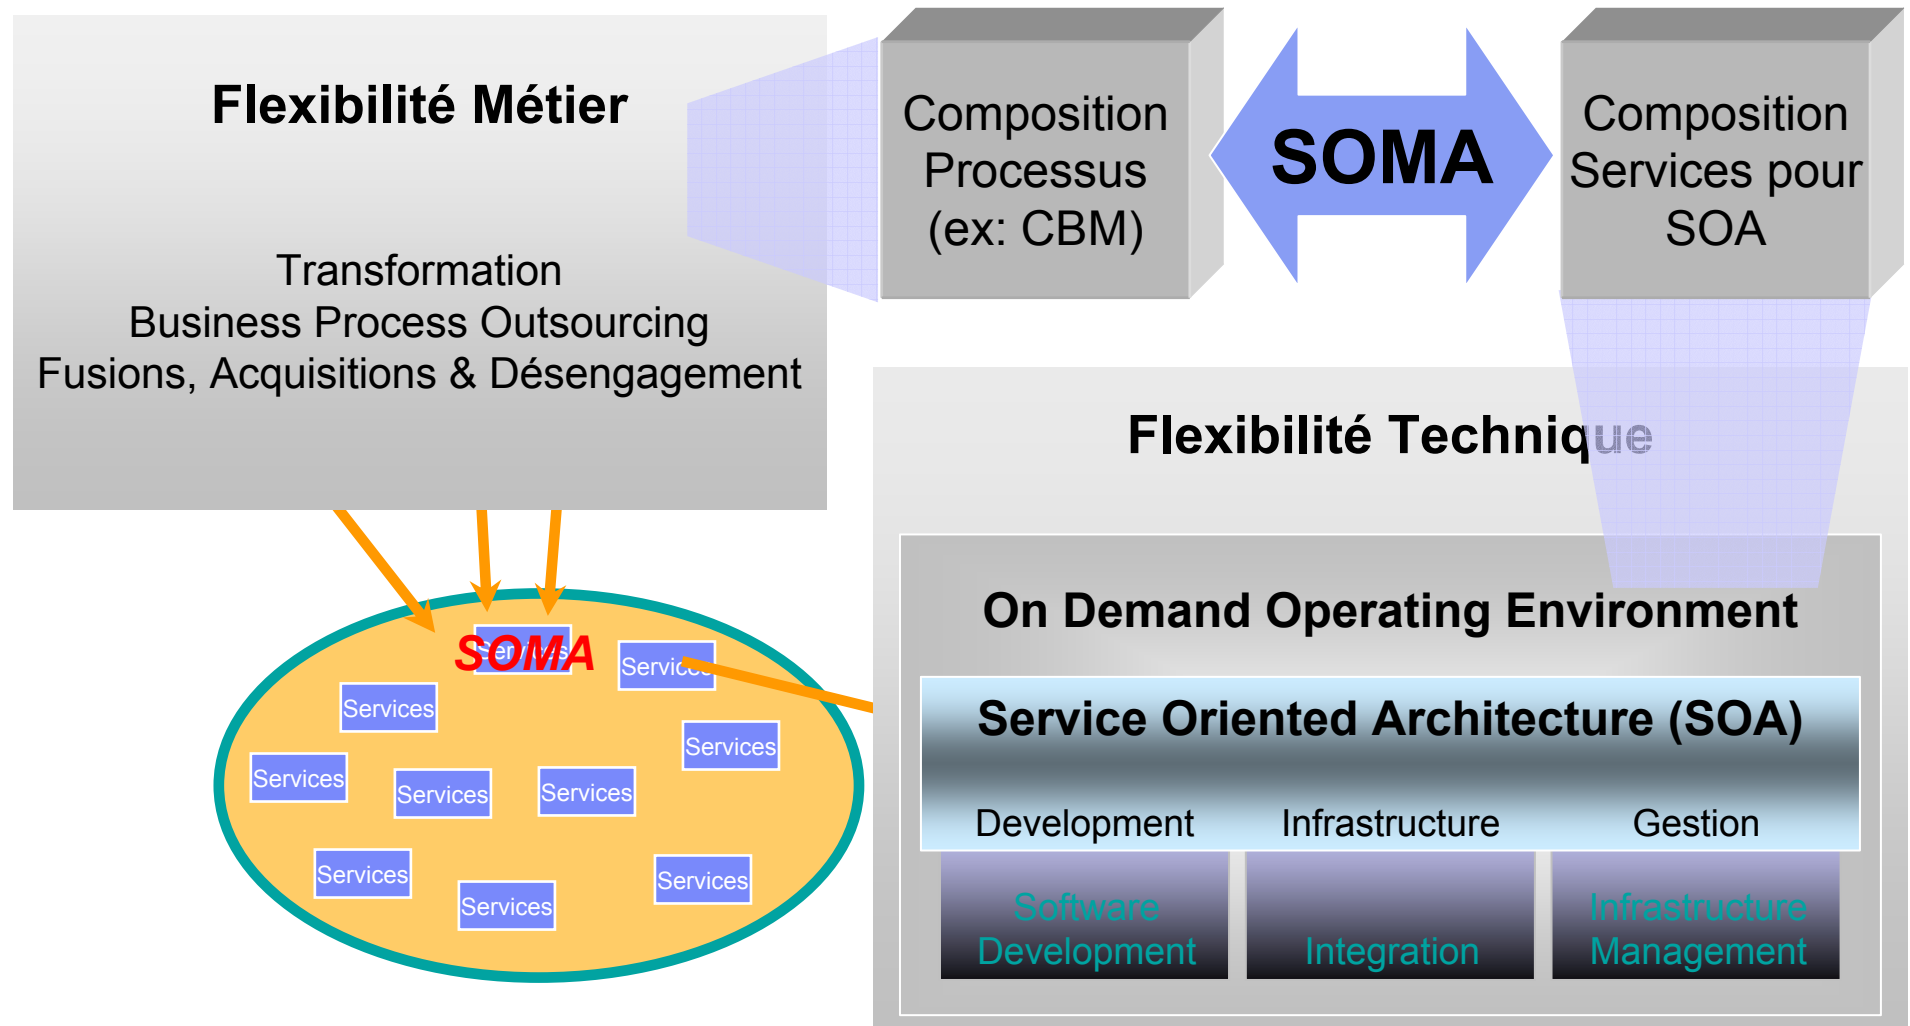 Flexibilité Métier
Transformation
Business Process Outsourcing
Fusions, Acquisitions & Désengagement
Composition
Processus
(ex: CBM)
SOMA
Composition
Services pour
SOA
Flexibilité Technique
On Demand Operating Environment
Service Oriented Architecture (SOA)
Development
Infrastructure
Gestion
Software
Development
Integration
Infrastructure
Management
SOMA
Services
Services
Services
Services
Services
Services
Services
Services
Services
Services